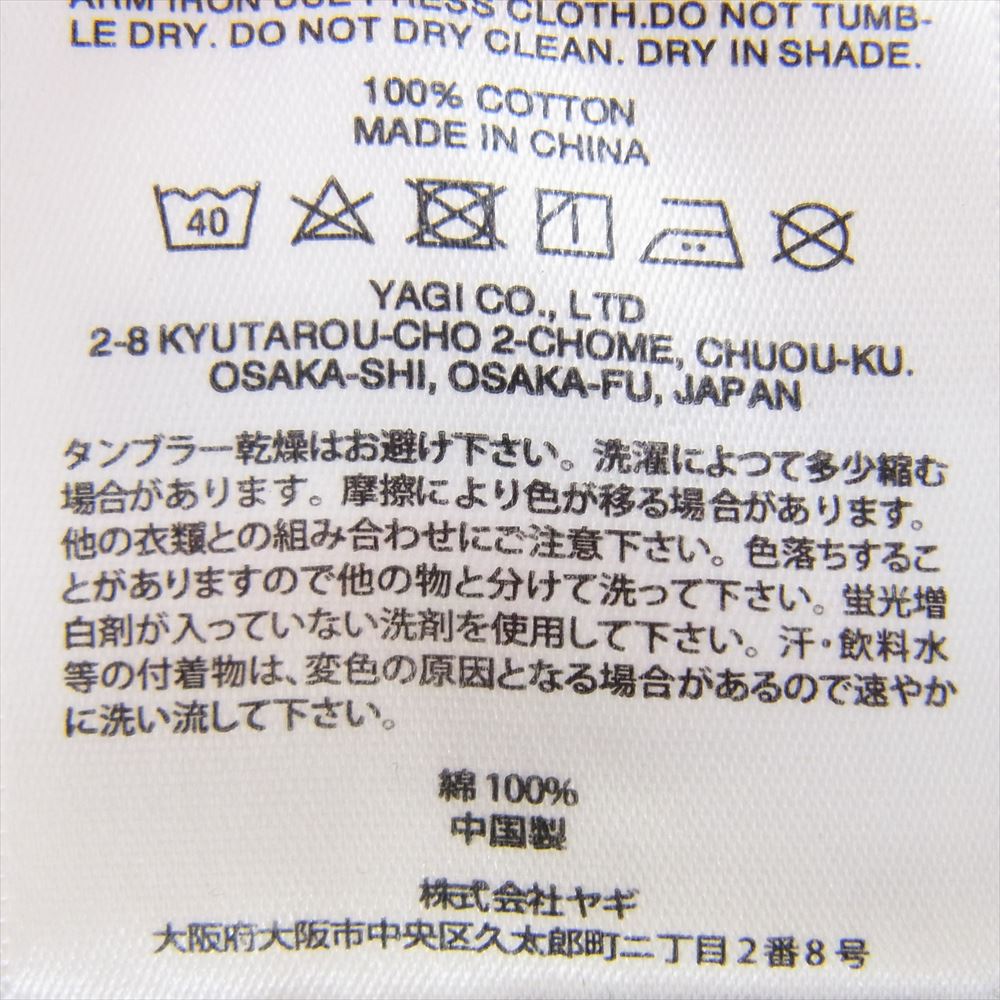 ARM IRON USE PRESS CLOTH.DO NOT TUMB-
LE DRY. DO NOT DRY CLEAN. DRY IN SHADE.
100% COTTON
MADE IN CHINA
40
YAGI CO., LTD
2-8 KYUTAROU-CHO 2-CHOME, CHUOU-KU.
OSAKA-SHI, OSAKA-FU, JAPAN
タンブラー乾燥はお避け下さい。洗濯によつて多少縮む
場合があります。摩擦により色が移る場合があります。
他の衣類との組み合わせにご注意下さい。色落ちするこ
とがありますので他の物と分けて洗って下さい。蛍光増
白剤が入っていない洗剤を使用して下さい。汗・飲料水
等の付着物は、変色の原因となる場合があるので速やか
に洗い流して下さい。
綿 100%
中国製
株式会社ヤギ
大阪府大阪市中央区久太郎町二丁目2番8号